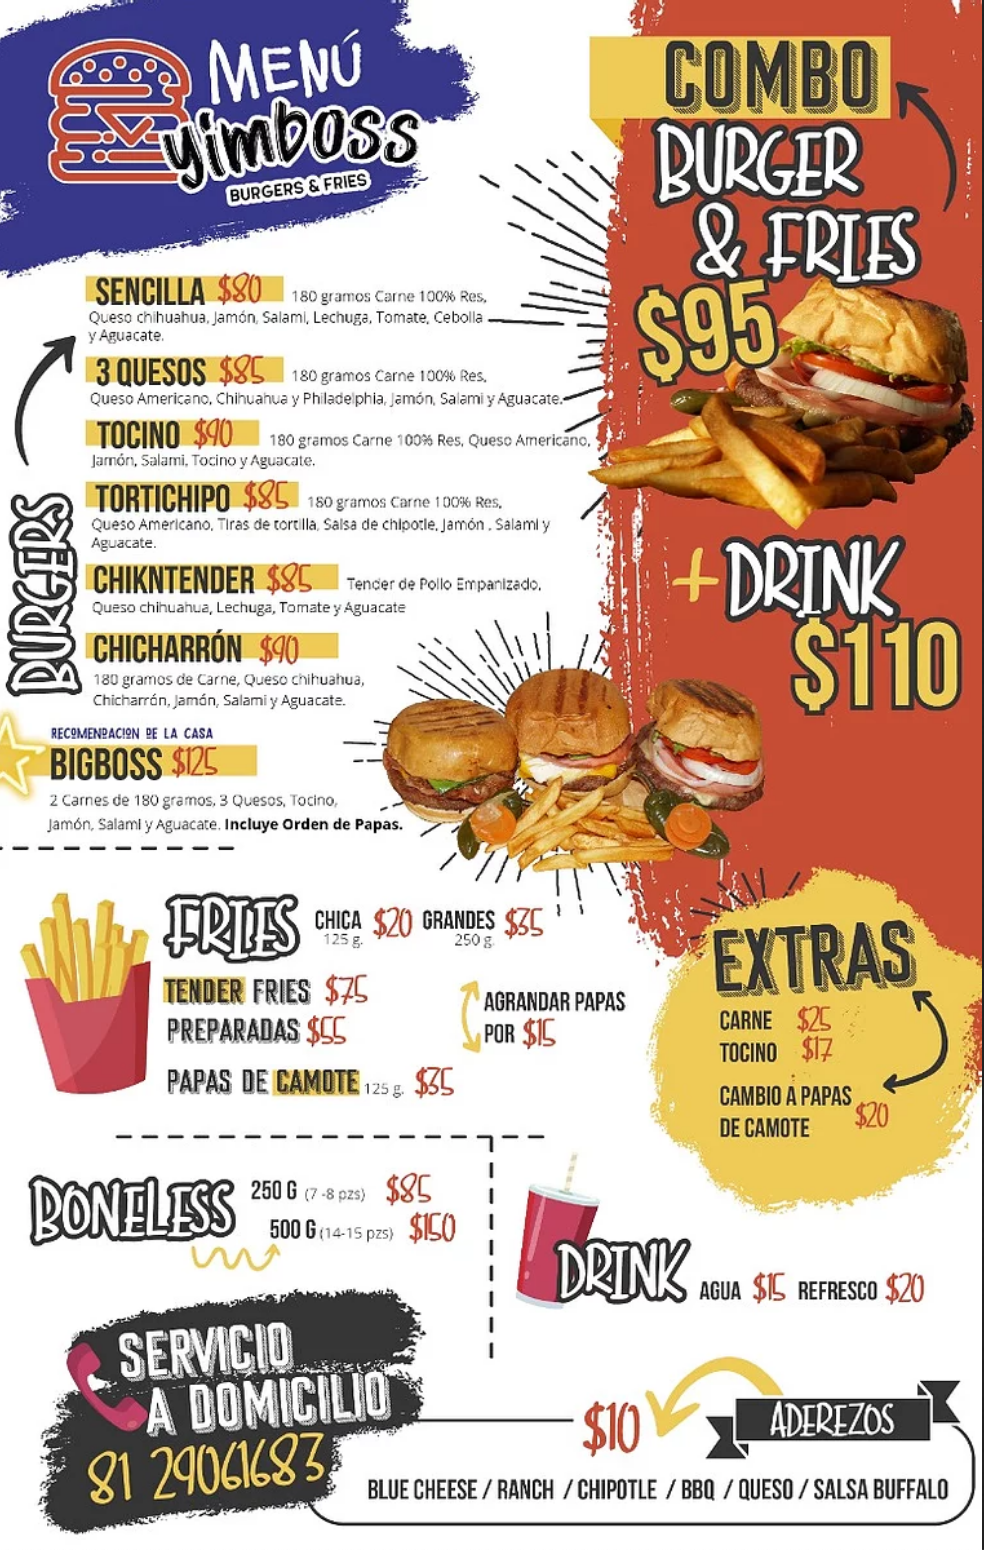 MENÚ
yimboss
BURGERS & FRIES
COMBO
BURGER
& FRIES
$95
+ DRINK
$110
BURGERS
SENCILLA $80 180 gramos Carne 100% Res,
Queso chihuahua, Jamón, Salami, Lechuga, Tomate, Cebolla
y Aguacate.
3 QUESOS $85 180 gramos Carne 100% Res,
Queso Americano, Chihuahua y Philadelphia, Jamón, Salami y Aguacate.
TOCINO $90 180 gramos Carne 100% Res, Queso Americano,
Jamón, Salami, Tocino y Aguacate.
TORTICHIPO $85 180 gramos Carne 100% Res,
Queso Americano, Tiras de tortilla, Salsa de chipotle, Jamón , Salami y
Aguacate.
CHIKNTENDER $85 Tender de Pollo Empanizado,
Queso chihuahua, Lechuga, Tomate y Aguacate
CHICHARRÓN $90
180 gramos de Carne, Queso chihuahua,
Chicharrón, Jamón, Salami y Aguacate.
RECOMENDACION DE LA CASA
BIGBOSS $125
2 Carnes de 180 gramos, 3 Quesos, Tocino,
Jamón, Salami y Aguacate. Incluye Orden de Papas.
FRIES CHICA $20 GRANDES $35
125 g. 250 g.
TENDER FRIES $75
PREPARADAS $55
PAPAS DE CAMOTE 125 g. $35
AGRANDAR PAPAS
POR $15
EXTRAS
CARNE $25
TOCINO $17
CAMBIO A PAPAS
DE CAMOTE $20
BONELESS 250 G (7 -8 pzs) $85
500 G (14-15 pzs) $150
DRINK AGUA $15 REFRESCO $20
SERVICIO
A DOMICILIO
81 29061683
$10 ADEREZOS
BLUE CHEESE / RANCH / CHIPOTLE / BBQ / QUESO / SALSA BUFFALO